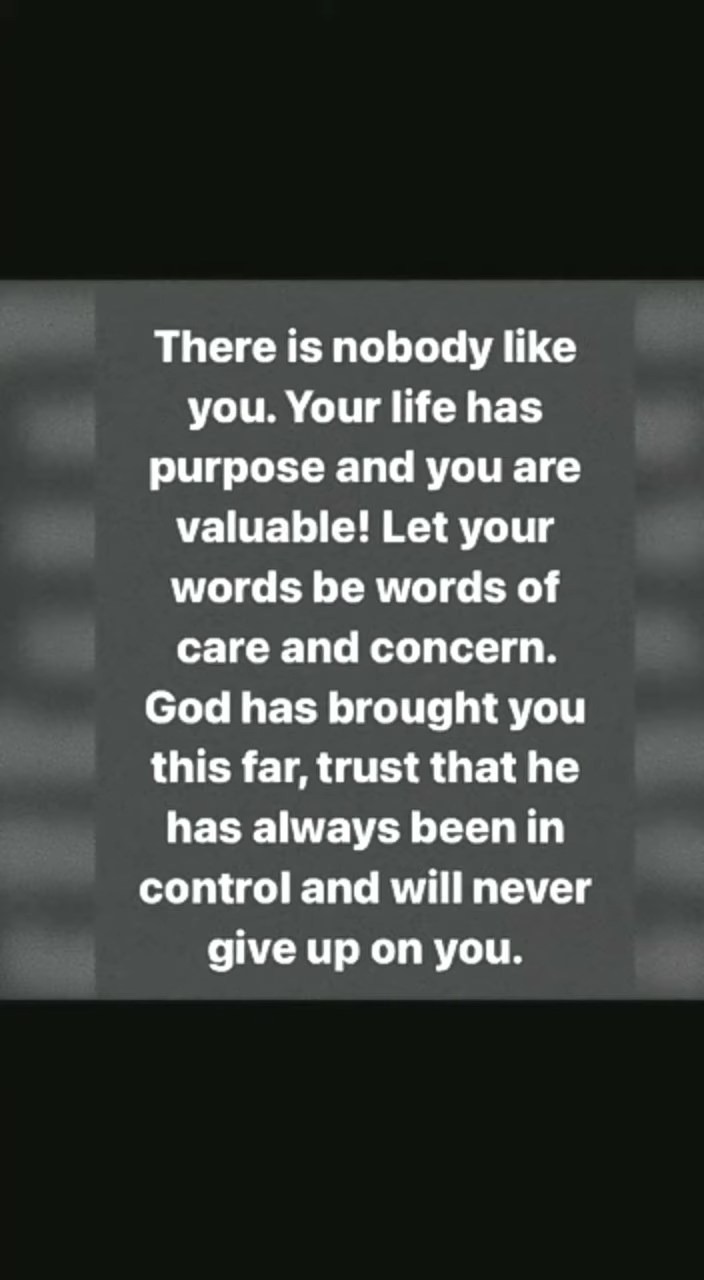 There is nobody like
you. Your life has
purpose and you are
valuable! Let your
words be words of
care and concern.
God has brought you
this far, trust that he
has always been in
control and will never
give up on you.